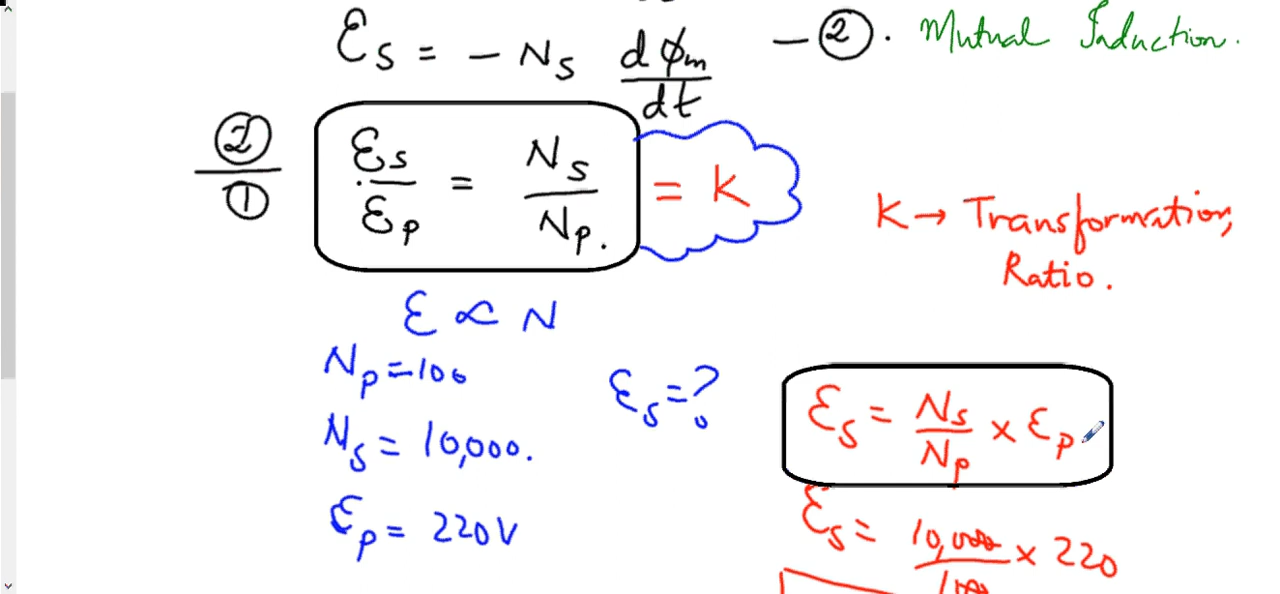 Ɛs = - Ns dϕm/dt - ②. Mutual Induction.
②/① Ɛs/Ɛp = Ns/Np. = K
K → Transformation, Ratio.
Ɛ ∝ N
Np = 100
Ns = 10,000.
Ɛp = 220V
Ɛs = ?
Ɛs = Ns/Np × Ɛp
Ɛs = 10,000/100 × 220